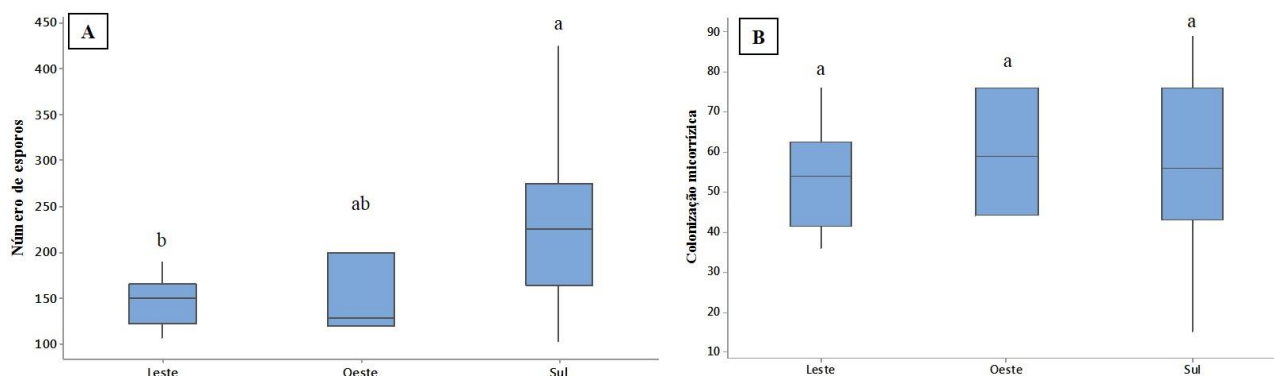 A
Número de esporos
450
400
350
300
250
200
150
100
b
ab
a
Leste
Oeste
Sul
B
Colonização micorrízica
90
80
70
60
50
40
30
20
10
a
a
a
Leste
Oeste
Sul